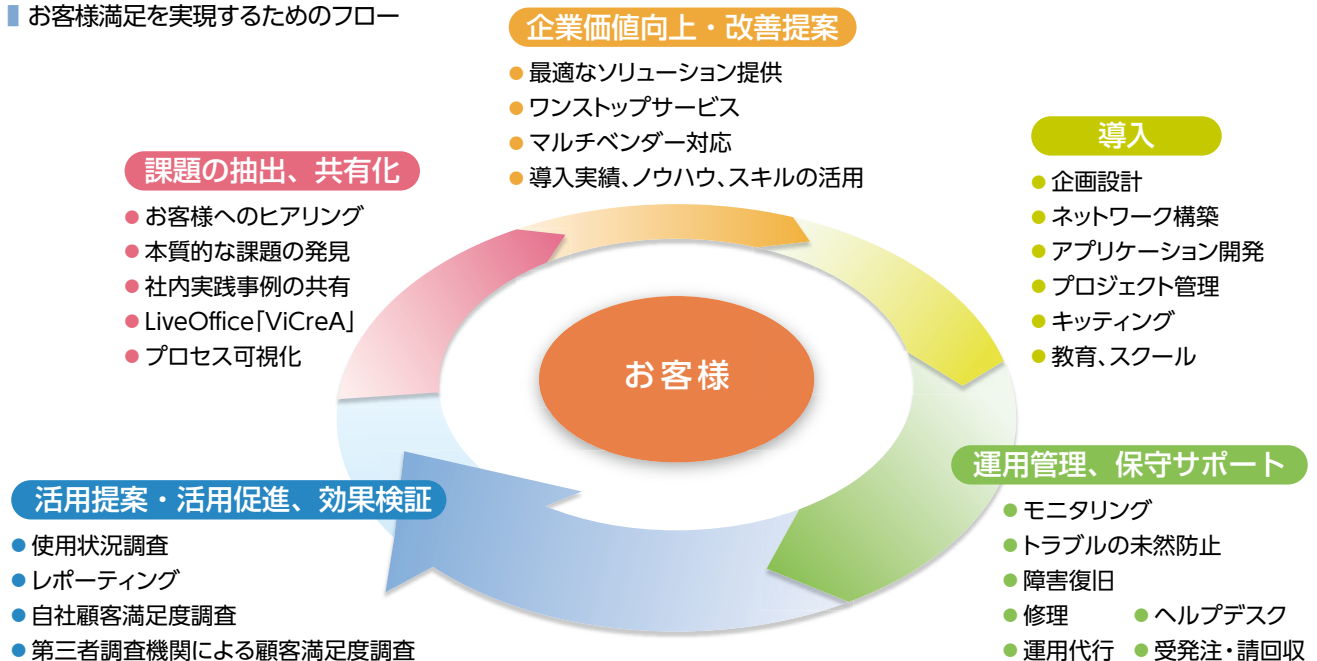 お客様満足を実現するためのフロー
企業価値向上・改善提案
●最適なソリューション提供
●ワンストップサービス
●マルチベンダー対応
●導入実績、ノウハウ、スキルの活用
導入
●企画設計
●ネットワーク構築
●アプリケーション開発
●プロジェクト管理
●キッティング
●教育、スクール
課題の抽出、共有化
●お客様へのヒアリング
●本質的な課題の発見
●社内実践事例の共有
●LiveOffice「ViCreA」
●プロセス可視化
お客様
運用管理、保守サポート
●モニタリング
●トラブルの未然防止
●障害復旧
●修理 ●ヘルプデスク
●運用代行 ●受発注・請回収
活用提案・活用促進、効果検証
●使用状況調査
●レポーティング
●自社顧客満足度調査
●第三者調査機関による顧客満足度調査